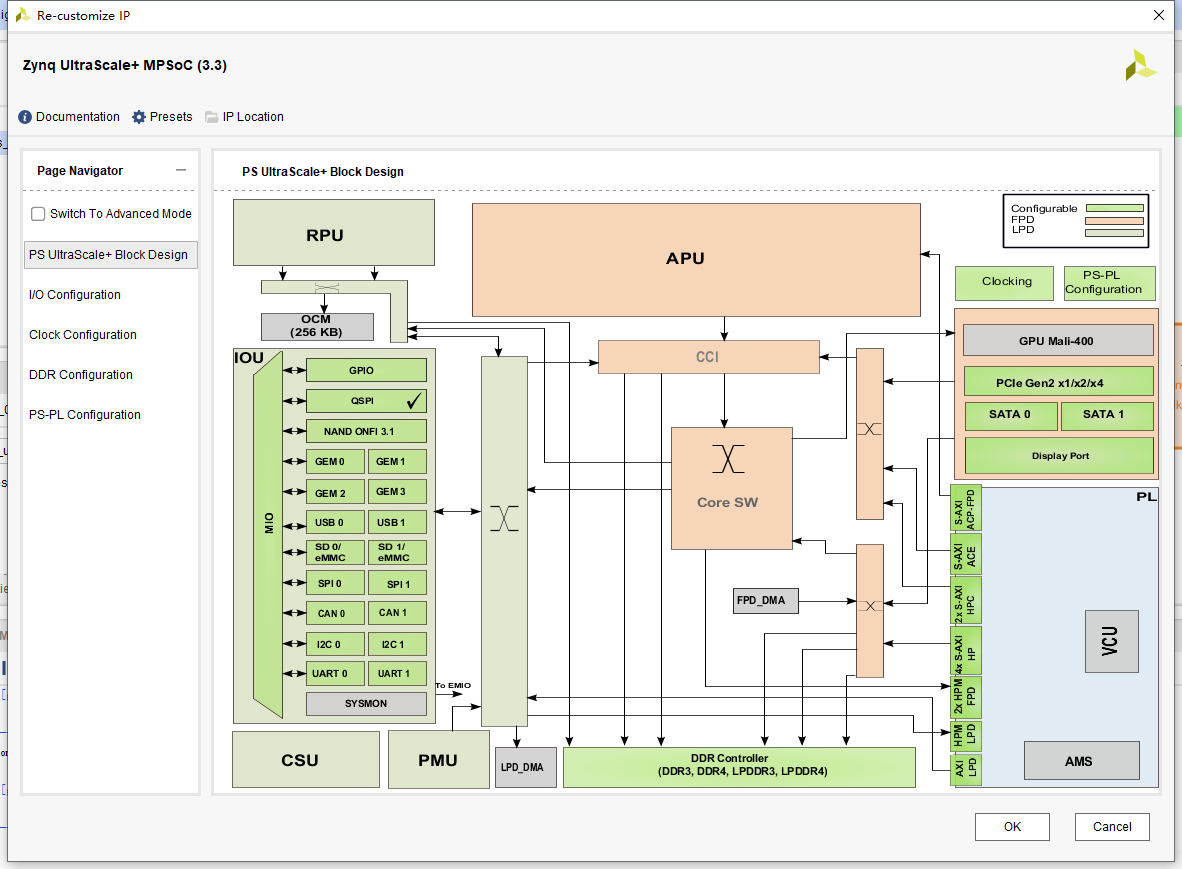 Re-customize IP
Zynq UltraScale+ MPSoC (3.3)
Documentation Presets IP Location
Page Navigator
Switch To Advanced Mode
PS UltraScale+ Block Design
I/O Configuration
Clock Configuration
DDR Configuration
PS-PL Configuration
PS UltraScale+ Block Design
Configurable
FPD
LPD
RPU
APU
Clocking
PS-PL
Configuration
OCM
(256 KB)
CCI
GPU Mali-400
PCIe Gen2 x1/x2/x4
SATA 0 SATA 1
Display Port
IOU
MIO
GPIO
QSPI
NAND ONFI 3.1
GEM 0 GEM 1
GEM 2 GEM 3
USB 0 USB 1
SD 0/
eMMC
SD 1/
eMMC
SPI 0 SPI 1
CAN 0 CAN 1
I2C 0 I2C 1
UART 0 UART 1
SYSMON
To EMIO
Core SW
FPD_DMA
PL
S-AXI
ACP-FPD
S-AXI
ACE
2x S-AXI
HPC
4x S-AXI
HP
2x HPM
FPD
HPM
LPD
AXI
LPD
VCU
AMS
CSU
PMU
LPD_DMA
DDR Controller
(DDR3, DDR4, LPDDR3, LPDDR4)
OK Cancel